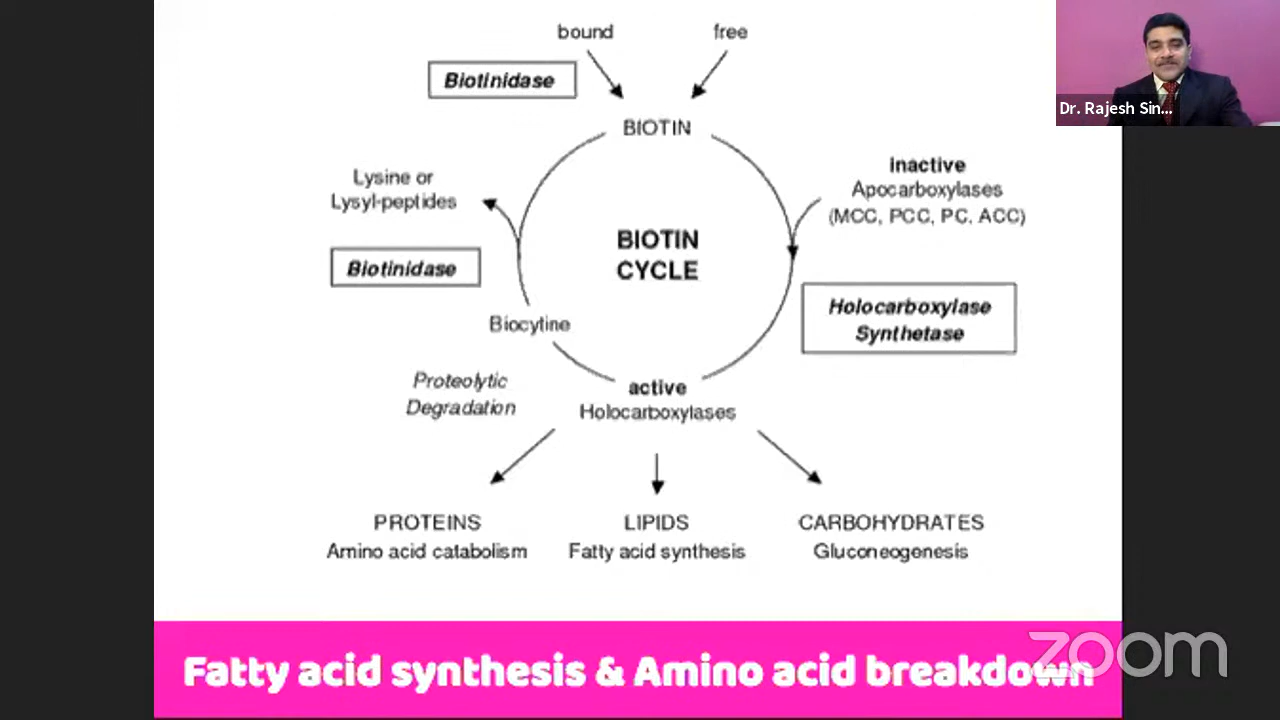 bound
free
Biotinidase
BIOTIN
Lysine or
Lysyl-peptides
inactive
Apocarboxylases
(MCC, PCC, PC, ACC)
BIOTIN
CYCLE
Biotinidase
Holocarboxylase
Synthetase
Biocytine
Proteolytic
Degradation
active
Holocarboxylases
PROTEINS
Amino acid catabolism
LIPIDS
Fatty acid synthesis
CARBOHYDRATES
Gluconeogenesis
Fatty acid synthesis & Amino acid breakdown
Dr. Rajesh Sin...
zoom